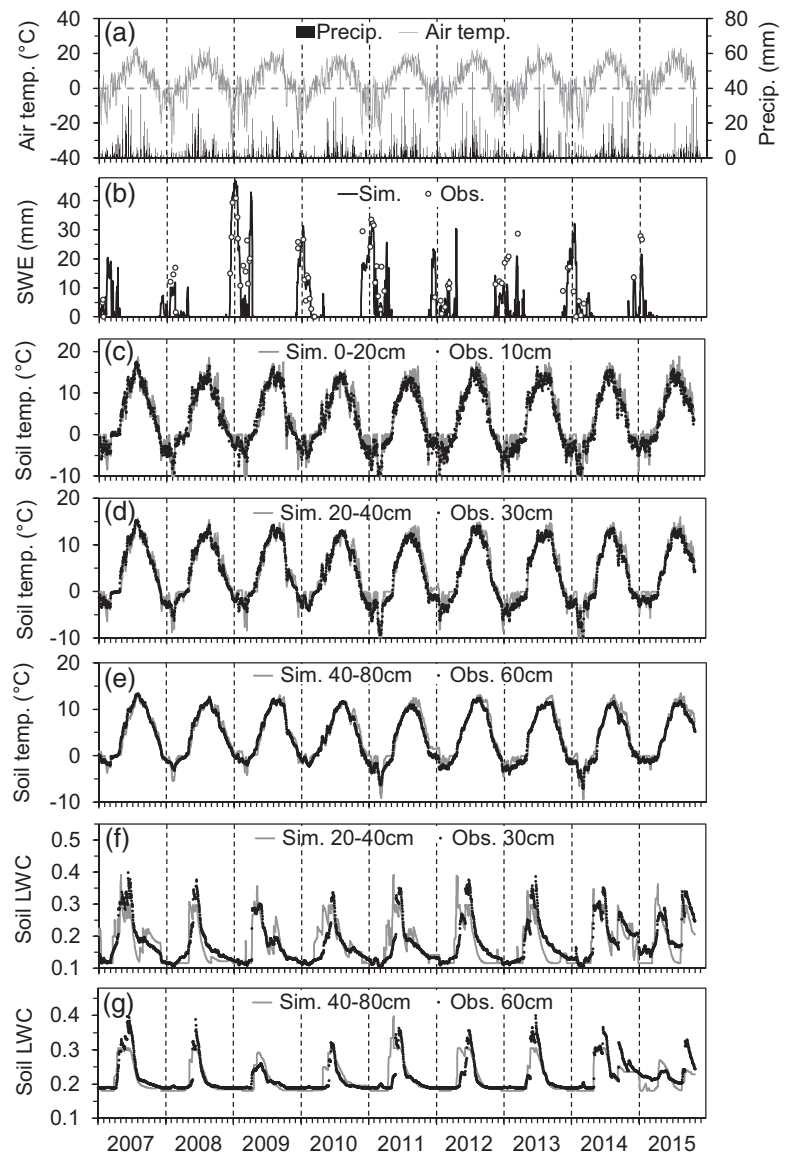 (a) Precip. Air temp.
Air temp. (°C)
40
20
0
-20
-40
Precip. (mm)
80
60
40
20
0
(b) Sim. Obs.
SWE (mm)
40
30
20
10
0
(c) Sim. 0-20cm Obs. 10cm
Soil temp. (°C)
20
10
0
-10
(d) Sim. 20-40cm Obs. 30cm
Soil temp. (°C)
20
10
0
-10
(e) Sim. 40-80cm Obs. 60cm
Soil temp. (°C)
20
10
0
-10
(f) Sim. 20-40cm Obs. 30cm
Soil LWC
0.5
0.4
0.3
0.2
0.1
(g) Sim. 40-80cm Obs. 60cm
Soil LWC
0.4
0.3
0.2
0.1
2007 2008 2009 2010 2011 2012 2013 2014 2015